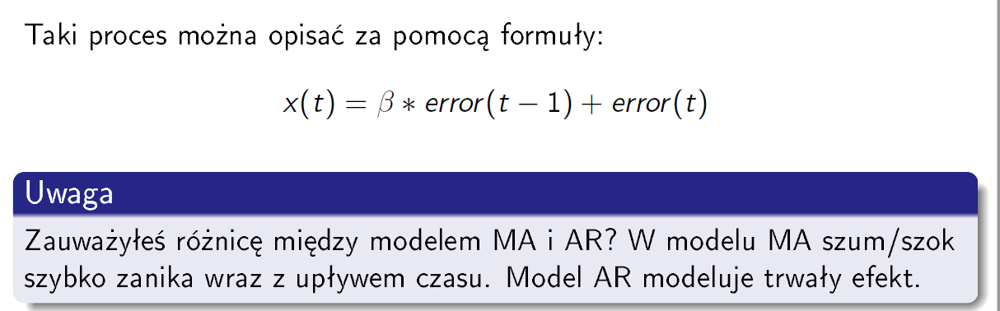 Taki proces można opisać za pomocą formuły:
x(t) = β * error(t − 1) + error(t)
Uwaga
Zauważyłeś różnicę między modelem MA i AR? W modelu MA szum/szok
szybko zanika wraz z upływem czasu. Model AR modeluje trwały efekt.